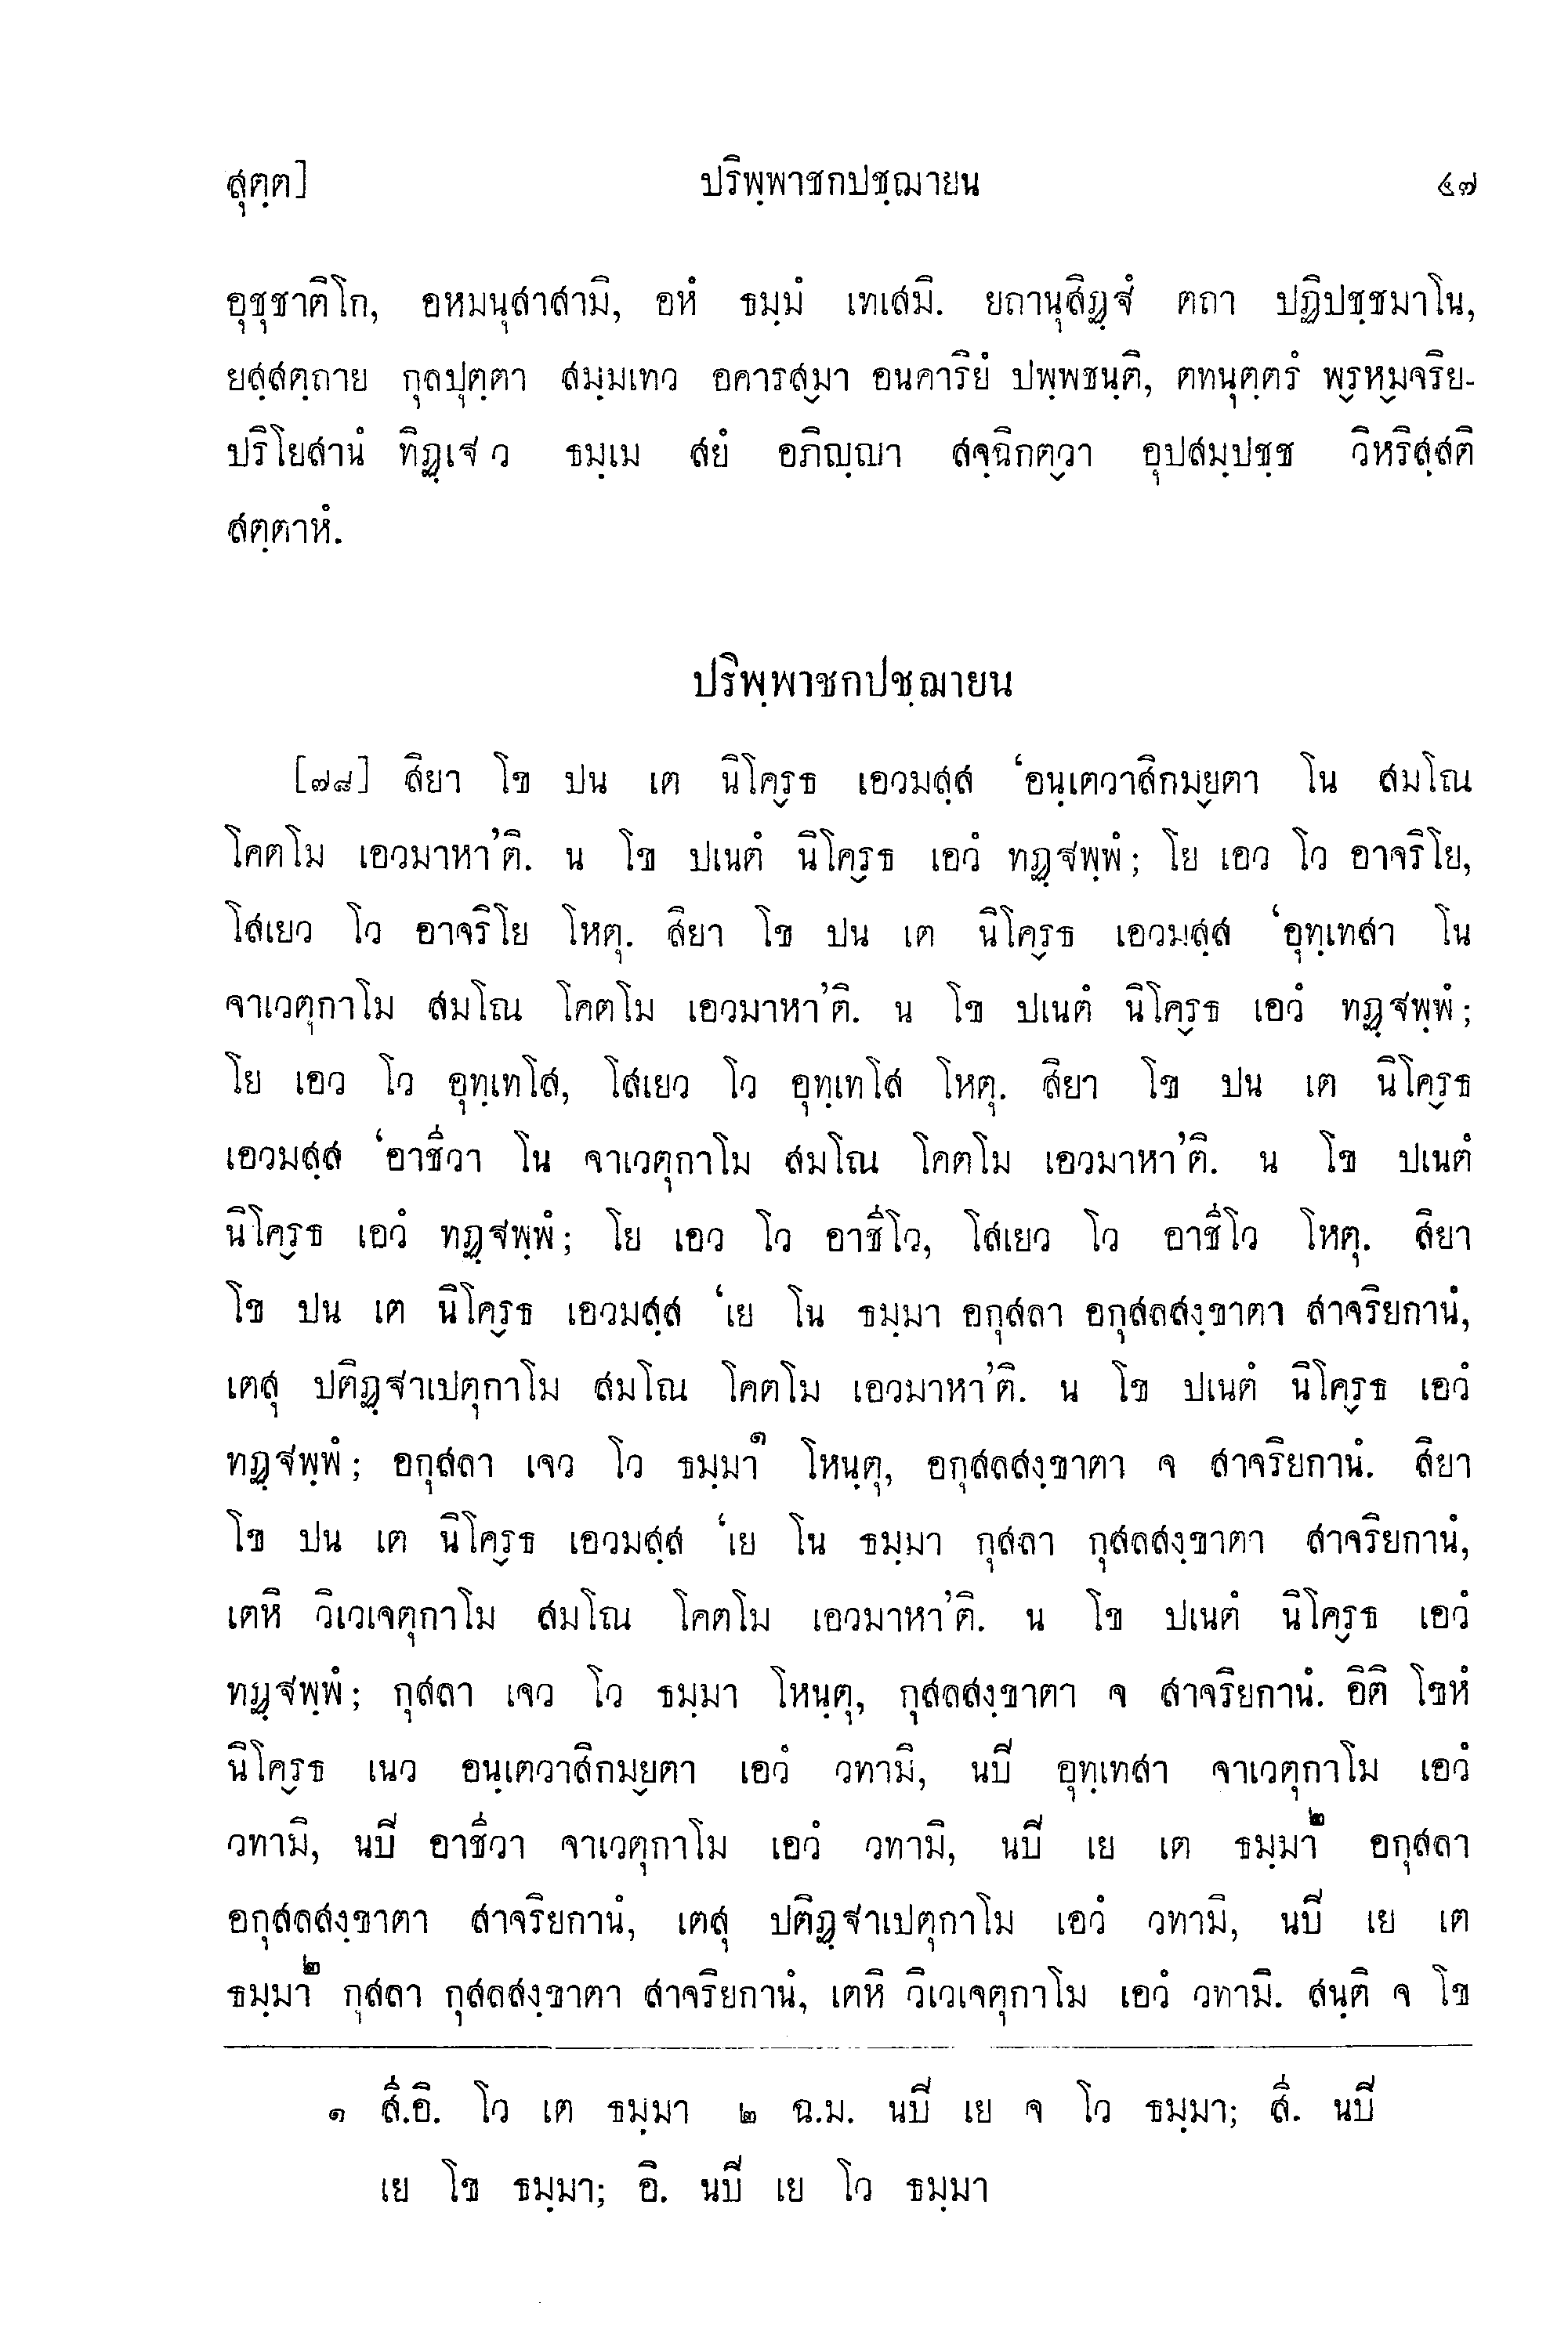 สุตฺต]
ปริพฺพาชกปชฺฌายน
๕๗
อุชุชาติโก, อหมนุสาสามิ, อหํ ธมฺมํ เทเสมิ. ยถานุสิฏฺฐํ ตถา ปฏิปชฺชมาโน,
ยสฺสตฺถาย กุลปุตฺตา สมฺมเทว อคารส๎มา อนคาริยํ ปพฺพชนฺติ, ตทนุตฺตรํ พ๎รห๎มจริย-
ปริโยสานํ ทิฏฺเฐว ธมฺเม สยํ อภิญฺญา สจฺฉิกต๎วา อุปสมฺปชฺช วิหริสฺสติ
สตฺตาหํ.
ปริพฺพาชกปชฺฌายน
[๗๘] สิยา โข ปน เต นิโค๎รธ เอวมสฺส ‘อนฺเตวาสิกม๎ยตา โน สมโณ
โคตโม เอวมาหา’ติ. น โข ปเนตํ นิโค๎รธ เอวํ ทฏฺฐพฺพํ; โย เอว โว อาจริโย,
โสเยว โว อาจริโย โหตุ. สิยา โข ปน เต นิโค๎รธ เอวมสฺส ‘อุทฺเทสา โน
จาเวตุกาโม สมโณ โคตโม เอวมาหา’ติ. น โข ปเนตํ นิโค๎รธ เอวํ ทฏฺฐพฺพํ;
โย เอว โว อุทฺเทโส, โสเยว โว อุทฺเทโส โหตุ. สิยา โข ปน เต นิโค๎รธ
เอวมสฺส ‘อาชีวา โน จาเวตุกาโม สมโณ โคตโม เอวมาหา’ติ. น โข ปเนตํ
นิโค๎รธ เอวํ ทฏฺฐพฺพํ; โย เอว โว อาชีโว, โสเยว โว อาชีโว โหตุ. สิยา
โข ปน เต นิโค๎รธ เอวมสฺส ‘เย โน ธมฺมา อกุสลา อกุสลสงฺขาตา สาจริยกานํ,
เตสุ ปติฏฺฐาเปตุกาโม สมโณ โคตโม เอวมาหา’ติ. น โข ปเนตํ นิโค๎รธ เอวํ
ทฏฺฐพฺพํ; อกุสลา เจว โว ธมฺมา๑ โหนฺตุ, อกุสลสงฺขาตา จ สาจริยกานํ. สิยา
โข ปน เต นิโค๎รธ เอวมสฺส ‘เย โน ธมฺมา กุสลา กุสลสงฺขาตา สาจริยกานํ,
เตหิ วิเวเจตุกาโม สมโณ โคตโม เอวมาหา’ติ. น โข ปเนตํ นิโค๎รธ เอวํ
ทฏฺฐพฺพํ; กุสลา เจว โว ธมฺมา โหนฺตุ, กุสลสงฺขาตา จ สาจริยกานํ. อิติ โขหํ
นิโค๎รธ เนว อนฺเตวาสิกม๎ยตา เอวํ วทามิ, นปิ อุทฺเทสา จาเวตุกาโม เอวํ
วทามิ, นปิ อาชีวา จาเวตุกาโม เอวํ วทามิ, นปิ เย เต ธมฺมา๒ อกุสลา
อกุสลสงฺขาตา สาจริยกานํ, เตสุ ปติฏฺฐาเปตุกาโม เอวํ วทามิ, นปิ เย เต
ธมฺมา๒ กุสลา กุสลสงฺขาตา สาจริยกานํ, เตหิ วิเวเจตุกาโม เอวํ วทามิ. สนฺติ จ โข
๑ สี.อิ. โว เต ธมฺมา ๒ ฉ.ม. นปิ เย จ โว ธมฺมา; สี. นปิ
เย โข ธมฺมา; อิ. นปิ เย โว ธมฺมา